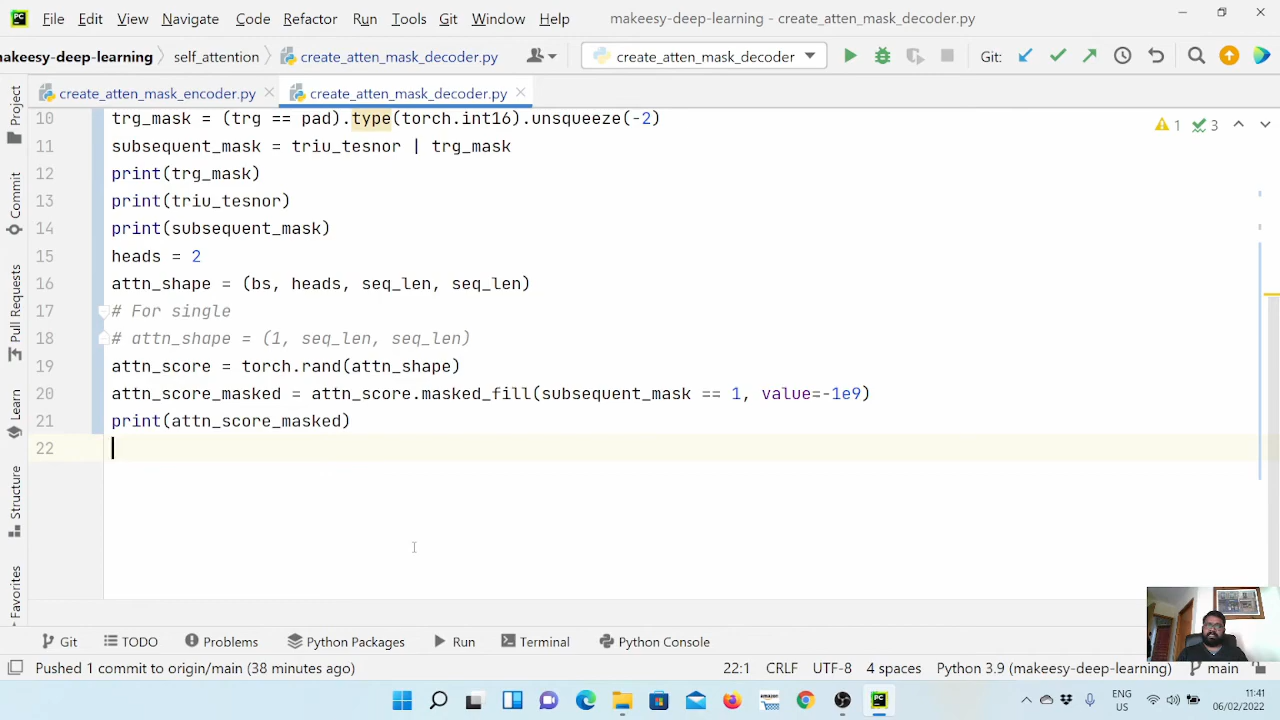 PC File Edit View Navigate Code Refactor Run Tools Git Window Help makeesy-deep-learning - create_atten_mask_decoder.py
makeesy-deep-learning self_attention create_atten_mask_decoder.py create_atten_mask_decoder Git:
create_atten_mask_encoder.py create_atten_mask_decoder.py
Project
Commit
Pull Requests
Learn
Structure
Favorites
10 trg_mask = (trg == pad).type(torch.int16).unsqueeze(-2)
1 3
11 subsequent_mask = triu_tesnor | trg_mask
12 print(trg_mask)
13 print(triu_tesnor)
14 print(subsequent_mask)
15 heads = 2
16 attn_shape = (bs, heads, seq_len, seq_len)
17 # For single
18 # attn_shape = (1, seq_len, seq_len)
19 attn_score = torch.rand(attn_shape)
20 attn_score_masked = attn_score.masked_fill(subsequent_mask == 1, value=-1e9)
21 print(attn_score_masked)
22
Git TODO Problems Python Packages Run Terminal Python Console
Pushed 1 commit to origin/main (38 minutes ago) 22:1 CRLF UTF-8 4 spaces Python 3.9 (makeesy-deep-learning) main
PC
ENG
US
11:41
06/02/2022